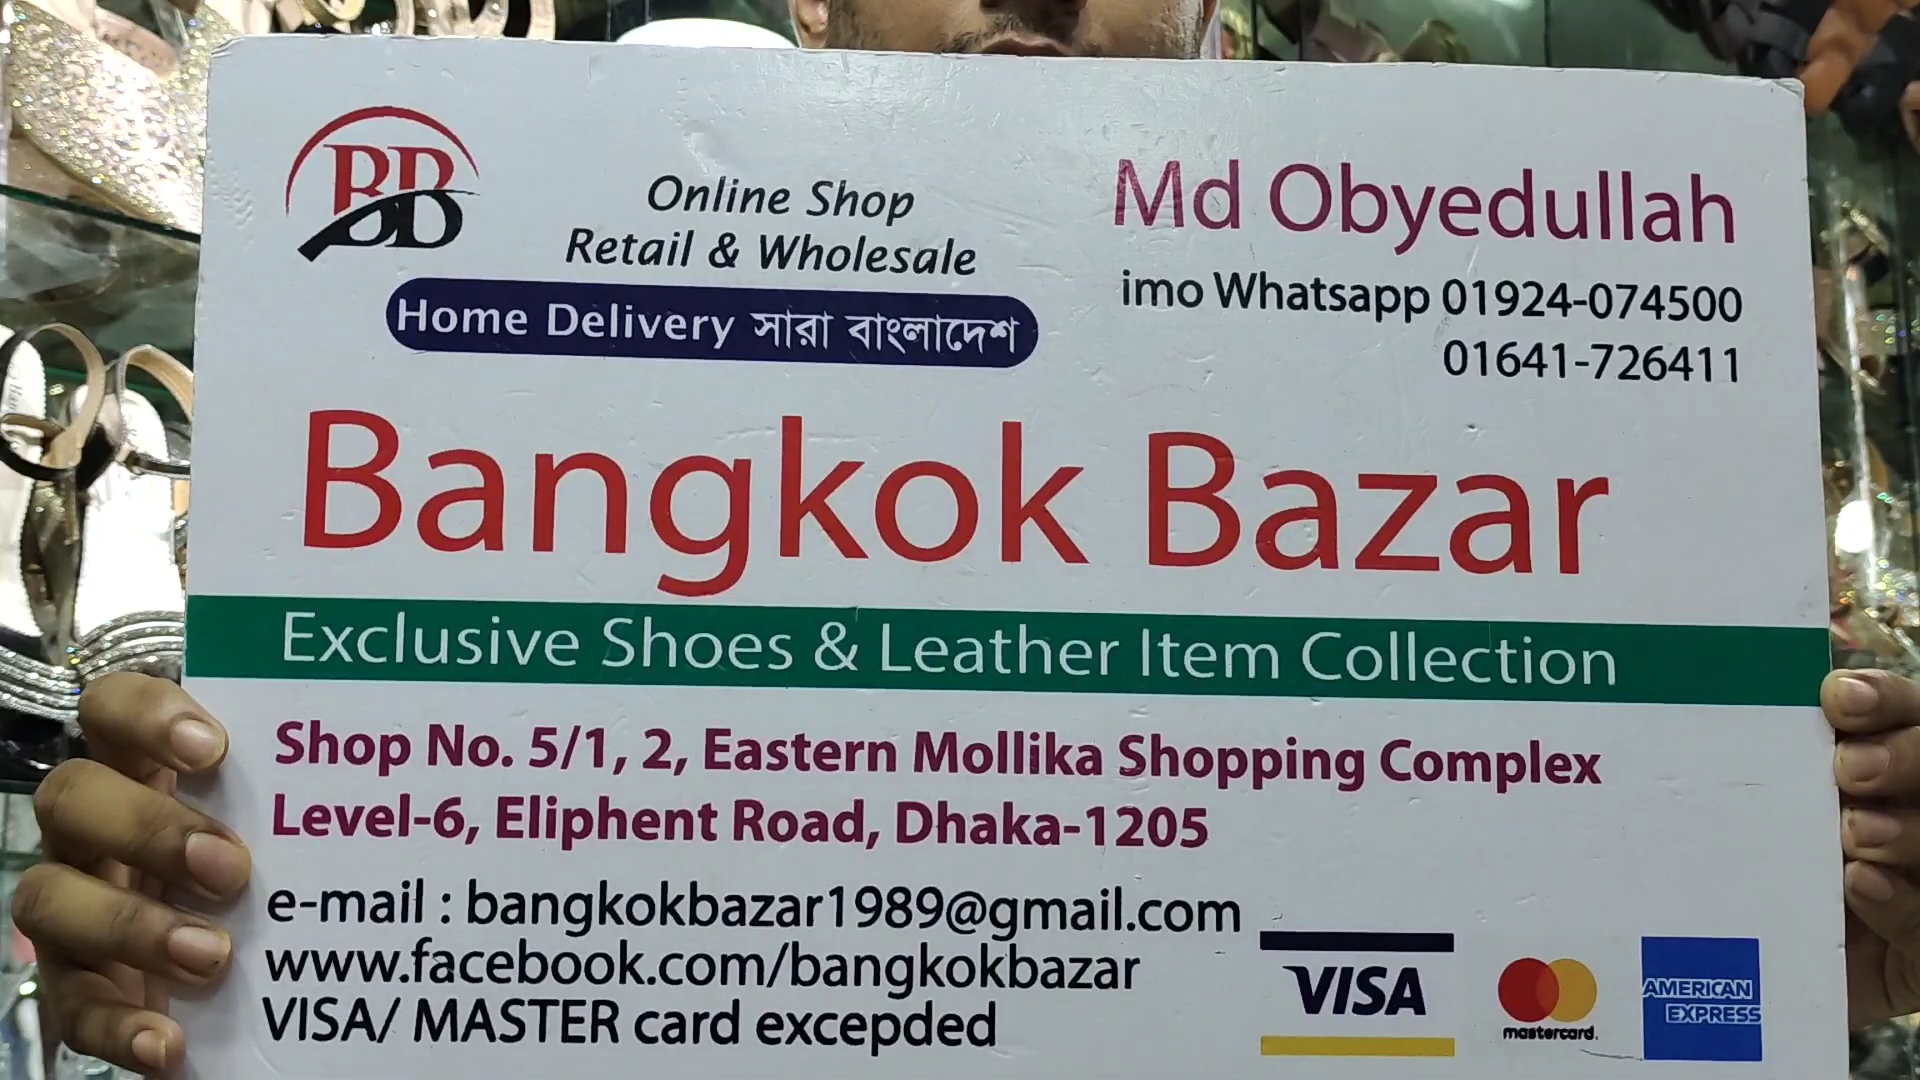 BB
Online Shop
Retail & Wholesale
Home Delivery সারা বাংলাদেশ
Md Obyedullah
imo Whatsapp 01924-074500
01641-726411
Bangkok Bazar
Exclusive Shoes & Leather Item Collection
Shop No. 5/1, 2, Eastern Mollika Shopping Complex
Level-6, Eliphent Road, Dhaka-1205
e-mail : bangkokbazar1989@gmail.com
www.facebook.com/bangkokbazar
VISA/ MASTER card excepded
VISA
mastercard.
AMERICAN
EXPRESS